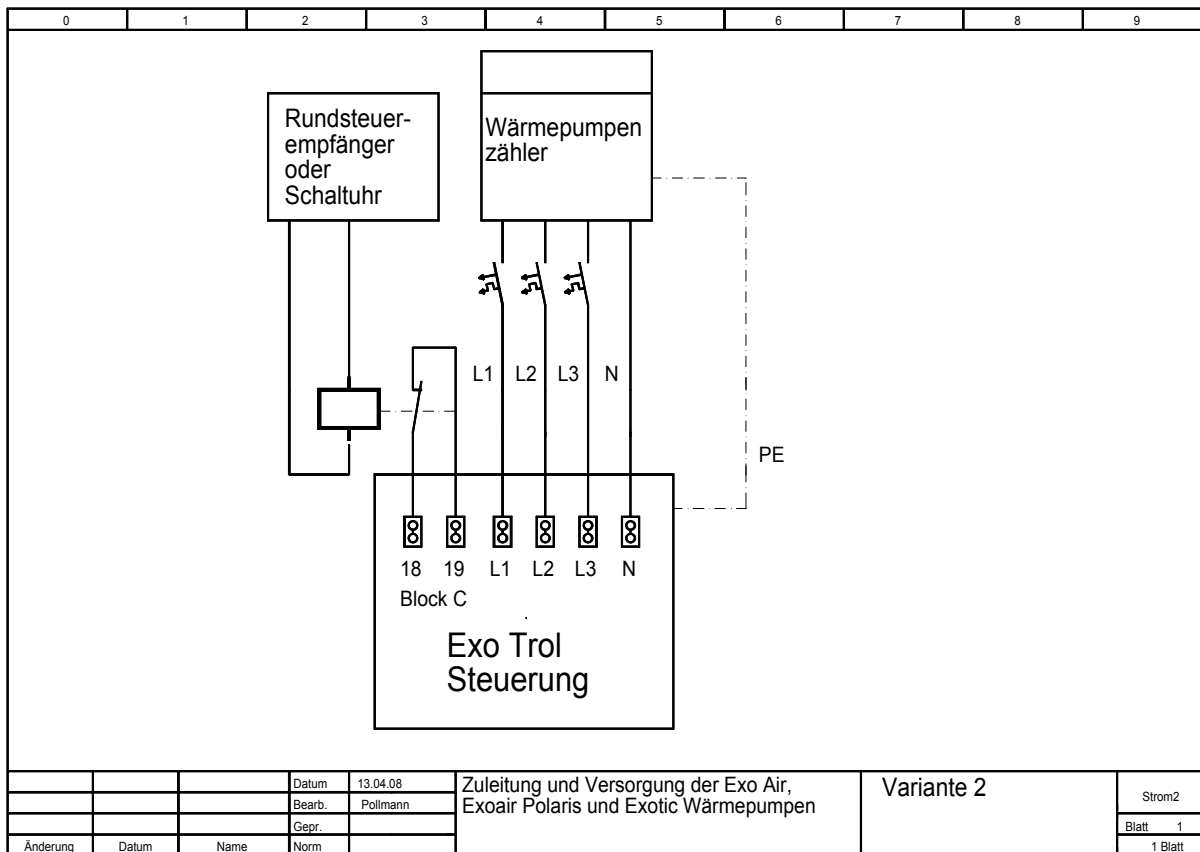 0 1 2 3 4 5 6 7 8 9
Rundsteuer-
empfänger
oder
Schaltuhr
Wärmepumpen
zähler
L1 L2 L3 N
PE
18 19 L1 L2 L3 N
Block C
Exo Trol
Steuerung
Datum 13.04.08
Bearb. Pollmann
Gepr.
Änderung Datum Name Norm
Zuleitung und Versorgung der Exo Air,
Exoair Polaris und Exotic Wärmepumpen
Variante 2
Strom2
Blatt 1
1 Blatt